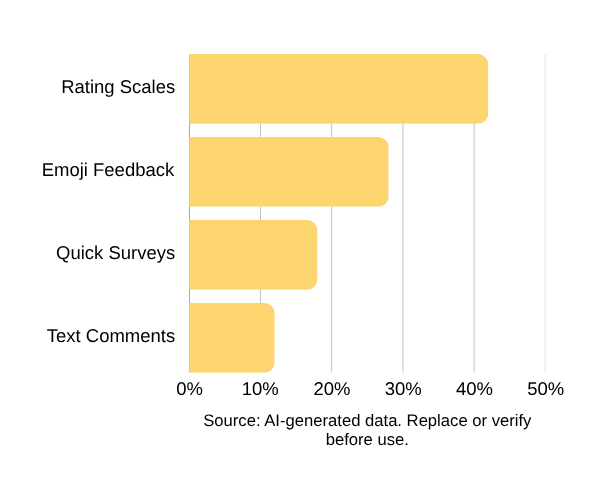 Rating Scales
Emoji Feedback
Quick Surveys
Text Comments
0% 10% 20% 30% 40% 50%
Source: AI-generated data. Replace or verify
before use.